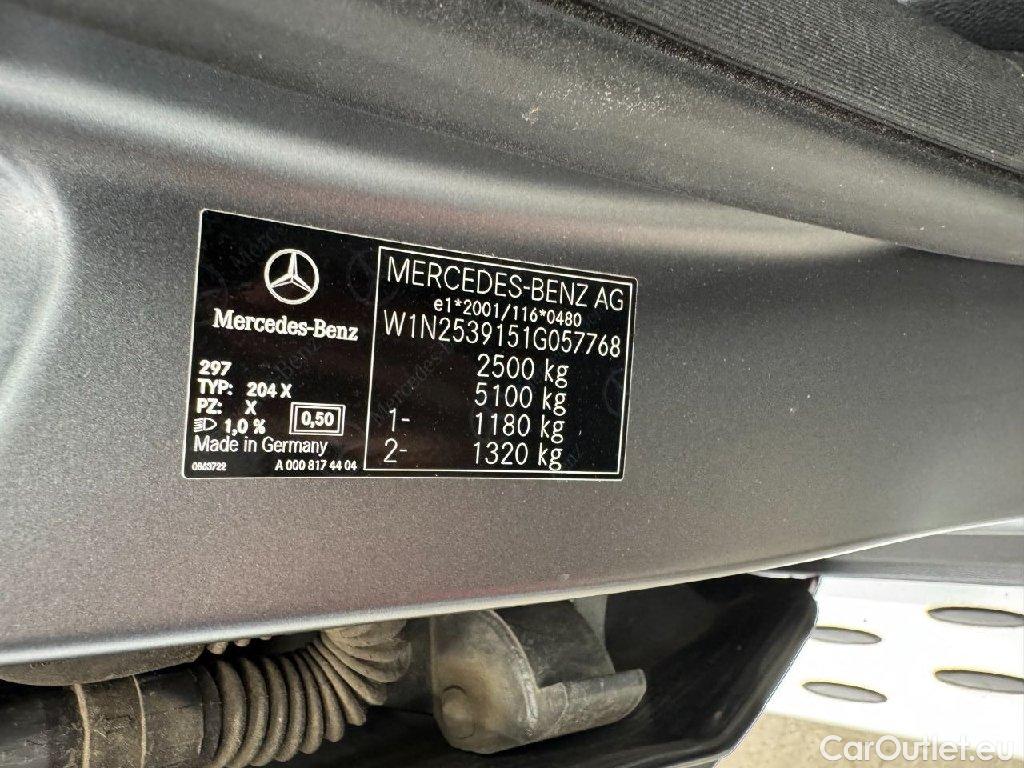 Mercedes-Benz
297
TYP: 204 X
PZ: X
1,0 % 0,50
Made in Germany
0843722 A 000 817 44 04
MERCEDES-BENZ AG
e1*2001/116*0480
W1N2539151G057768
2500 kg
5100 kg
1- 1180 kg
2- 1320 kg
CarOutlet.eu